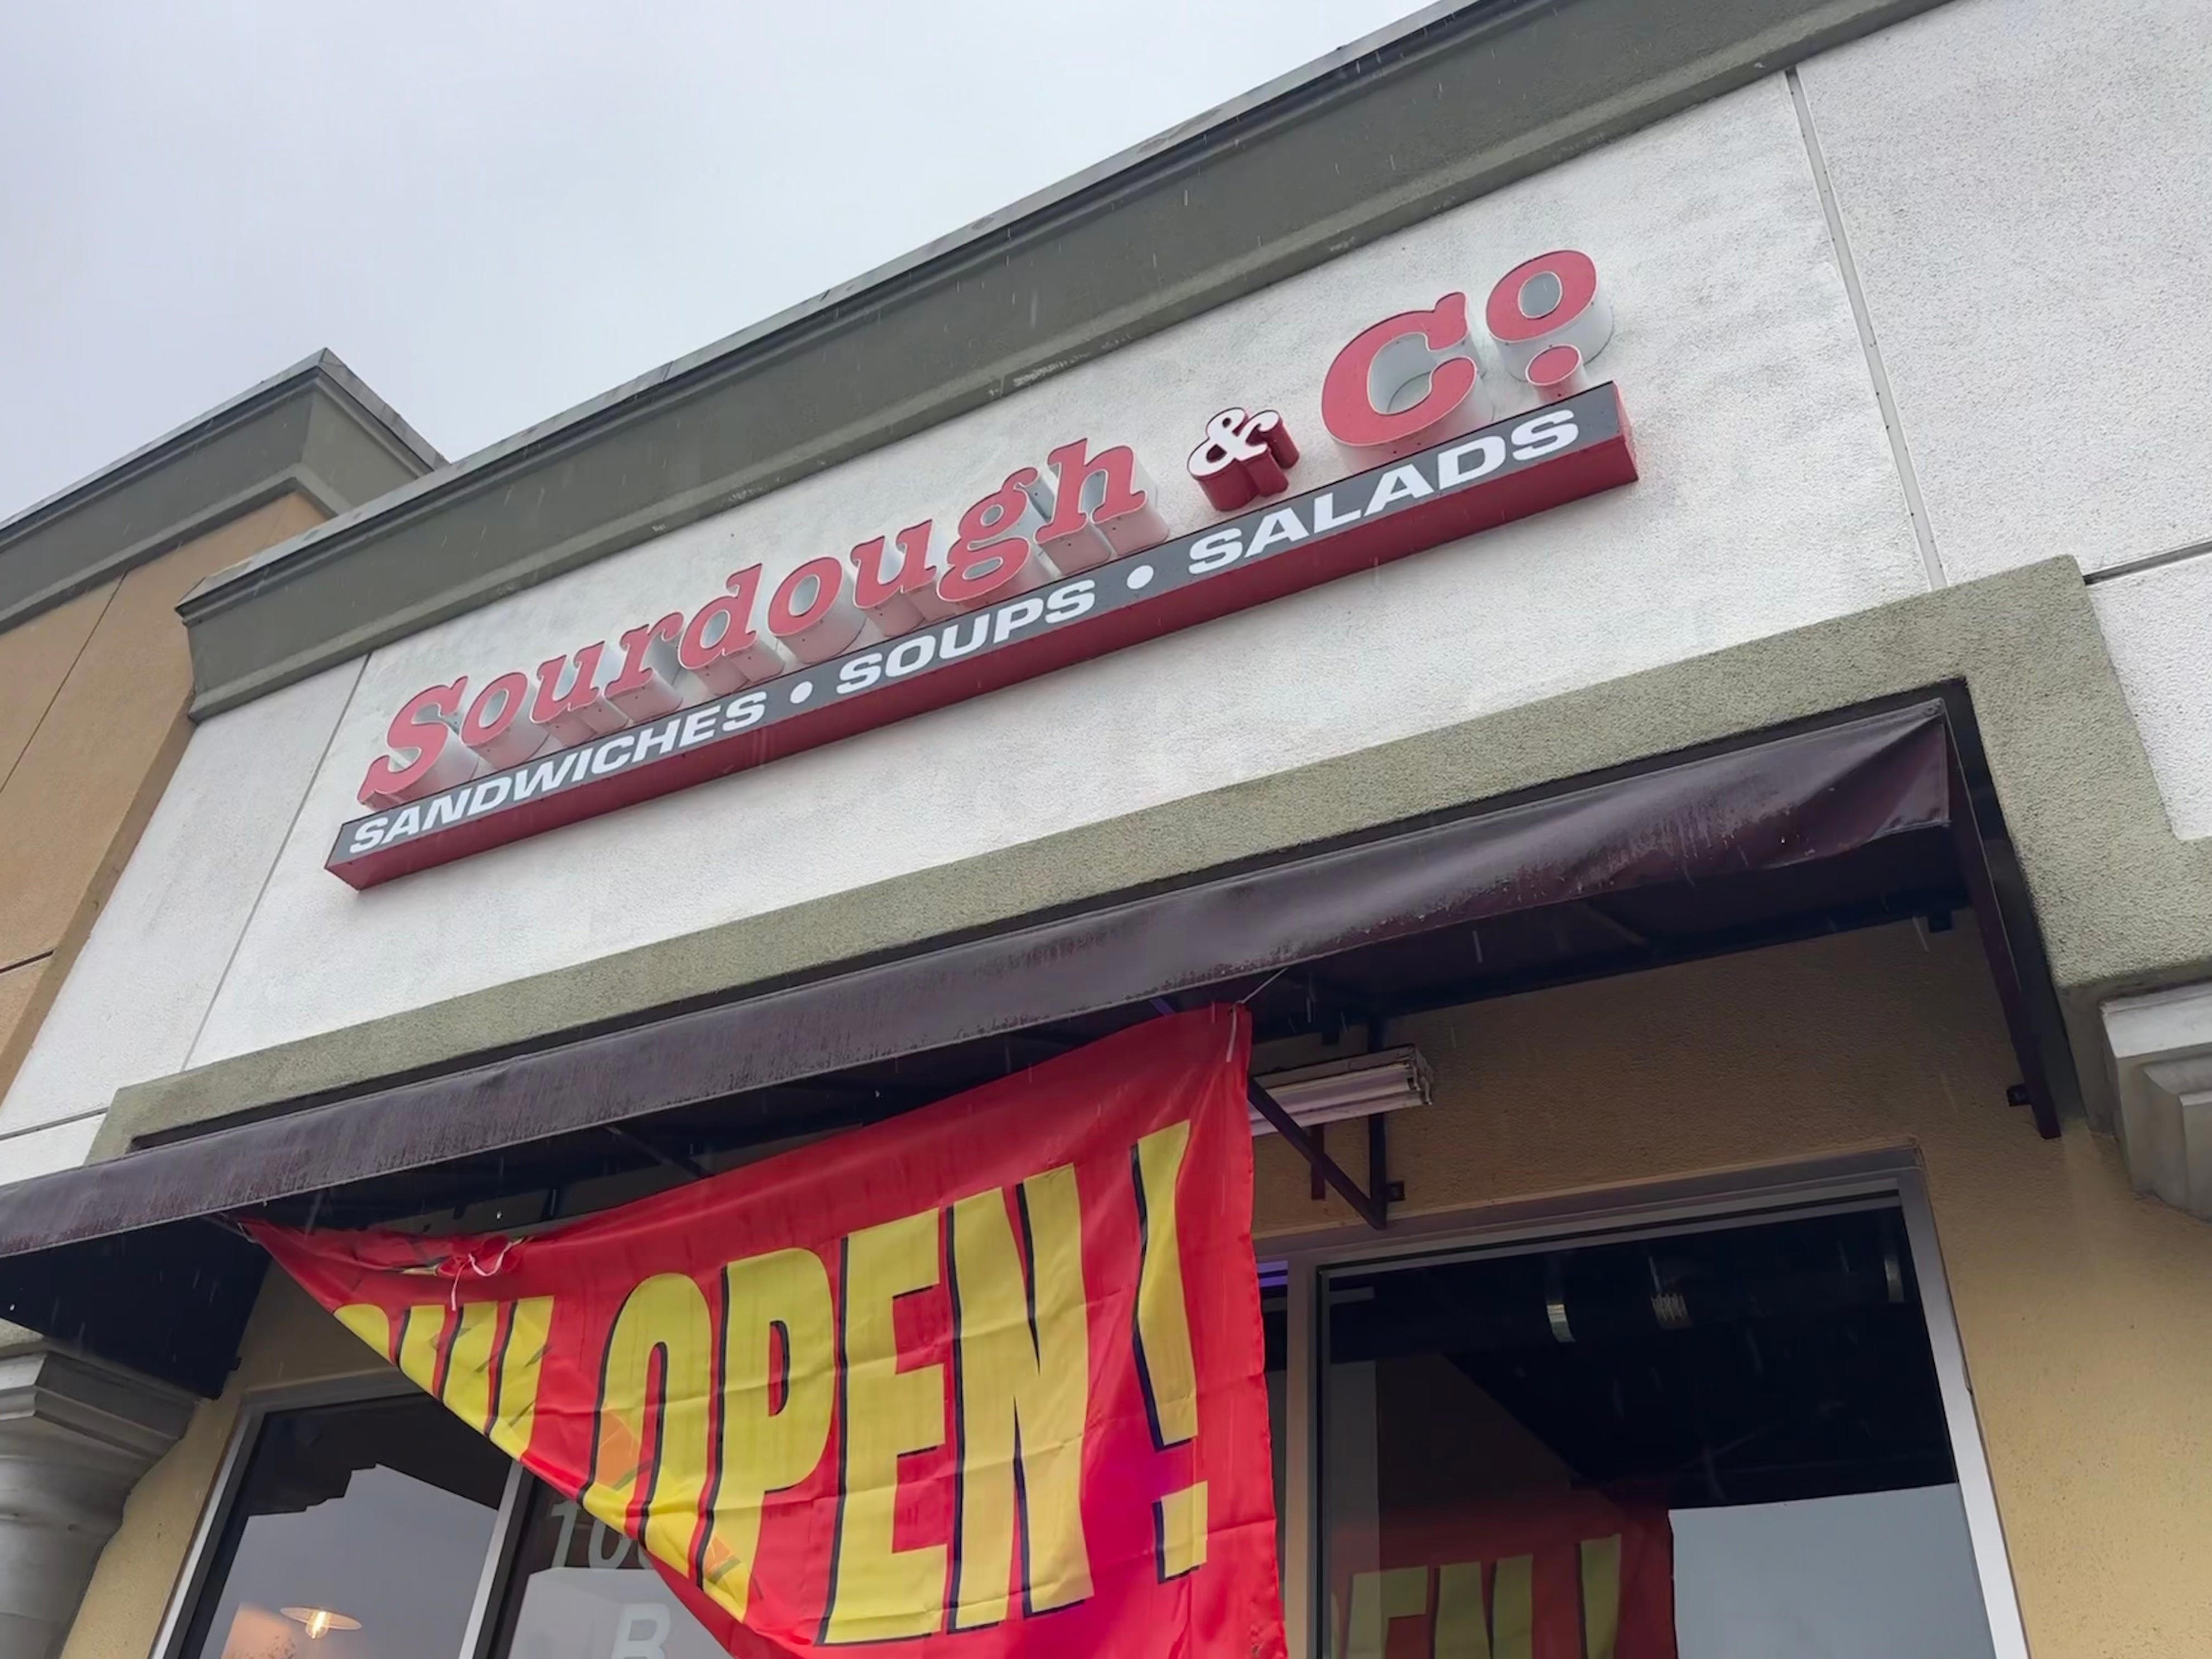 Sourdough & Co.
SANDWICHES • SOUPS • SALADS
OPEN!
B